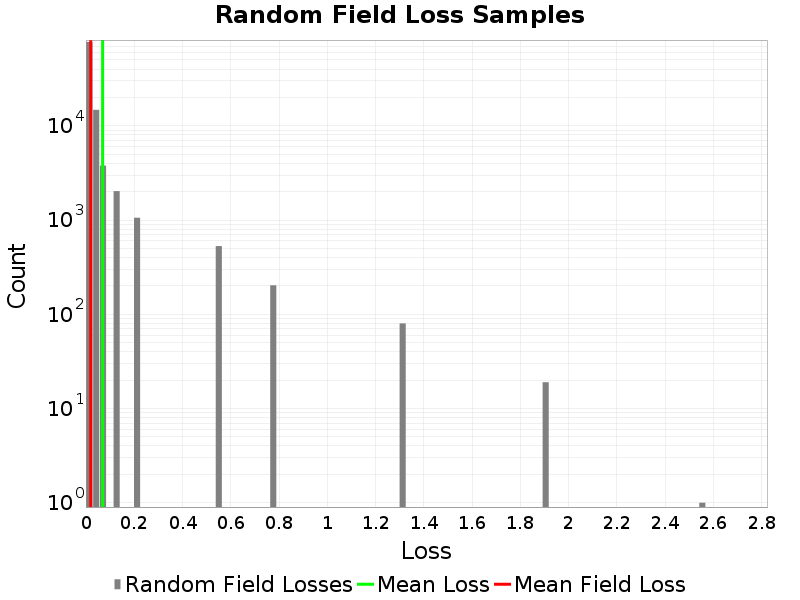 Random Field Loss Samples
Count
10^4
10^3
10^2
10^1
10^0
0 0.2 0.4 0.6 0.8 1 1.2 1.4 1.6 1.8 2 2.2 2.4 2.6 2.8
Loss
Random Field Losses Mean Loss Mean Field Loss